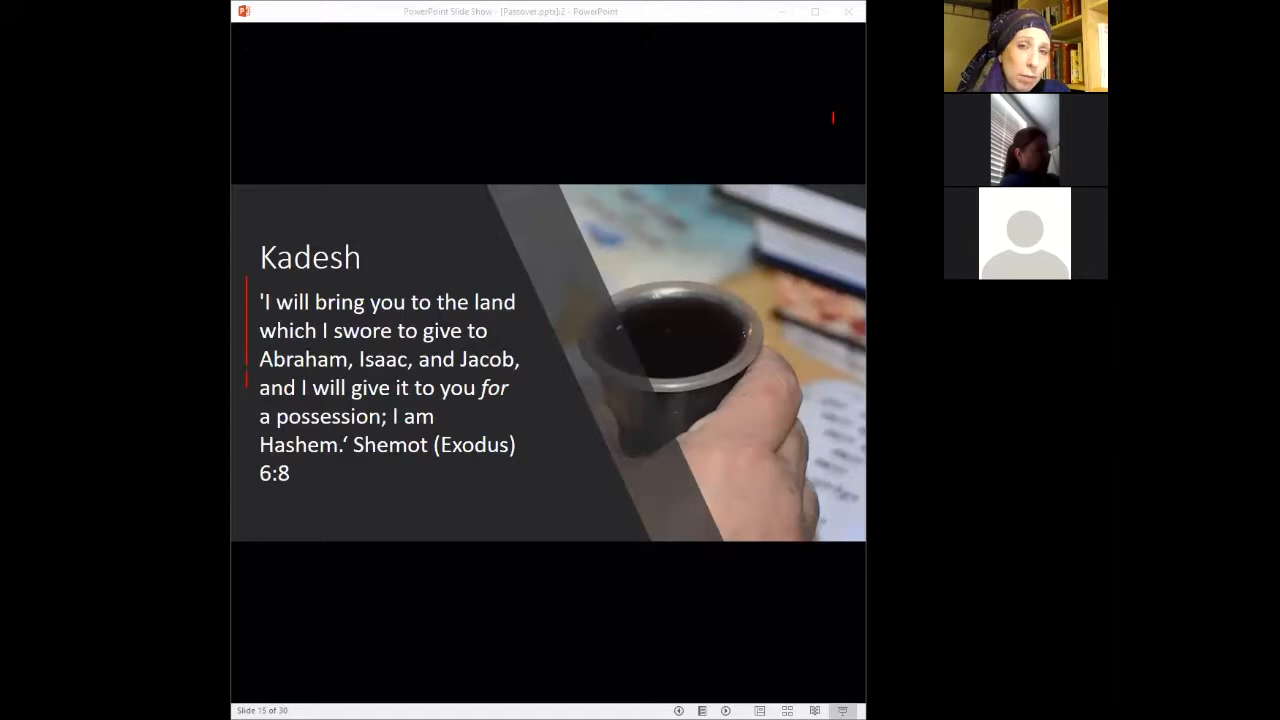 PowerPoint Slide Show - [Passover.pptx]:2 - PowerPoint
Kadesh
'I will bring you to the land
which I swore to give to
Abraham, Isaac, and Jacob,
and I will give it to you for
a possession; I am
Hashem.‘ Shemot (Exodus)
6:8
Slide 15 of 30